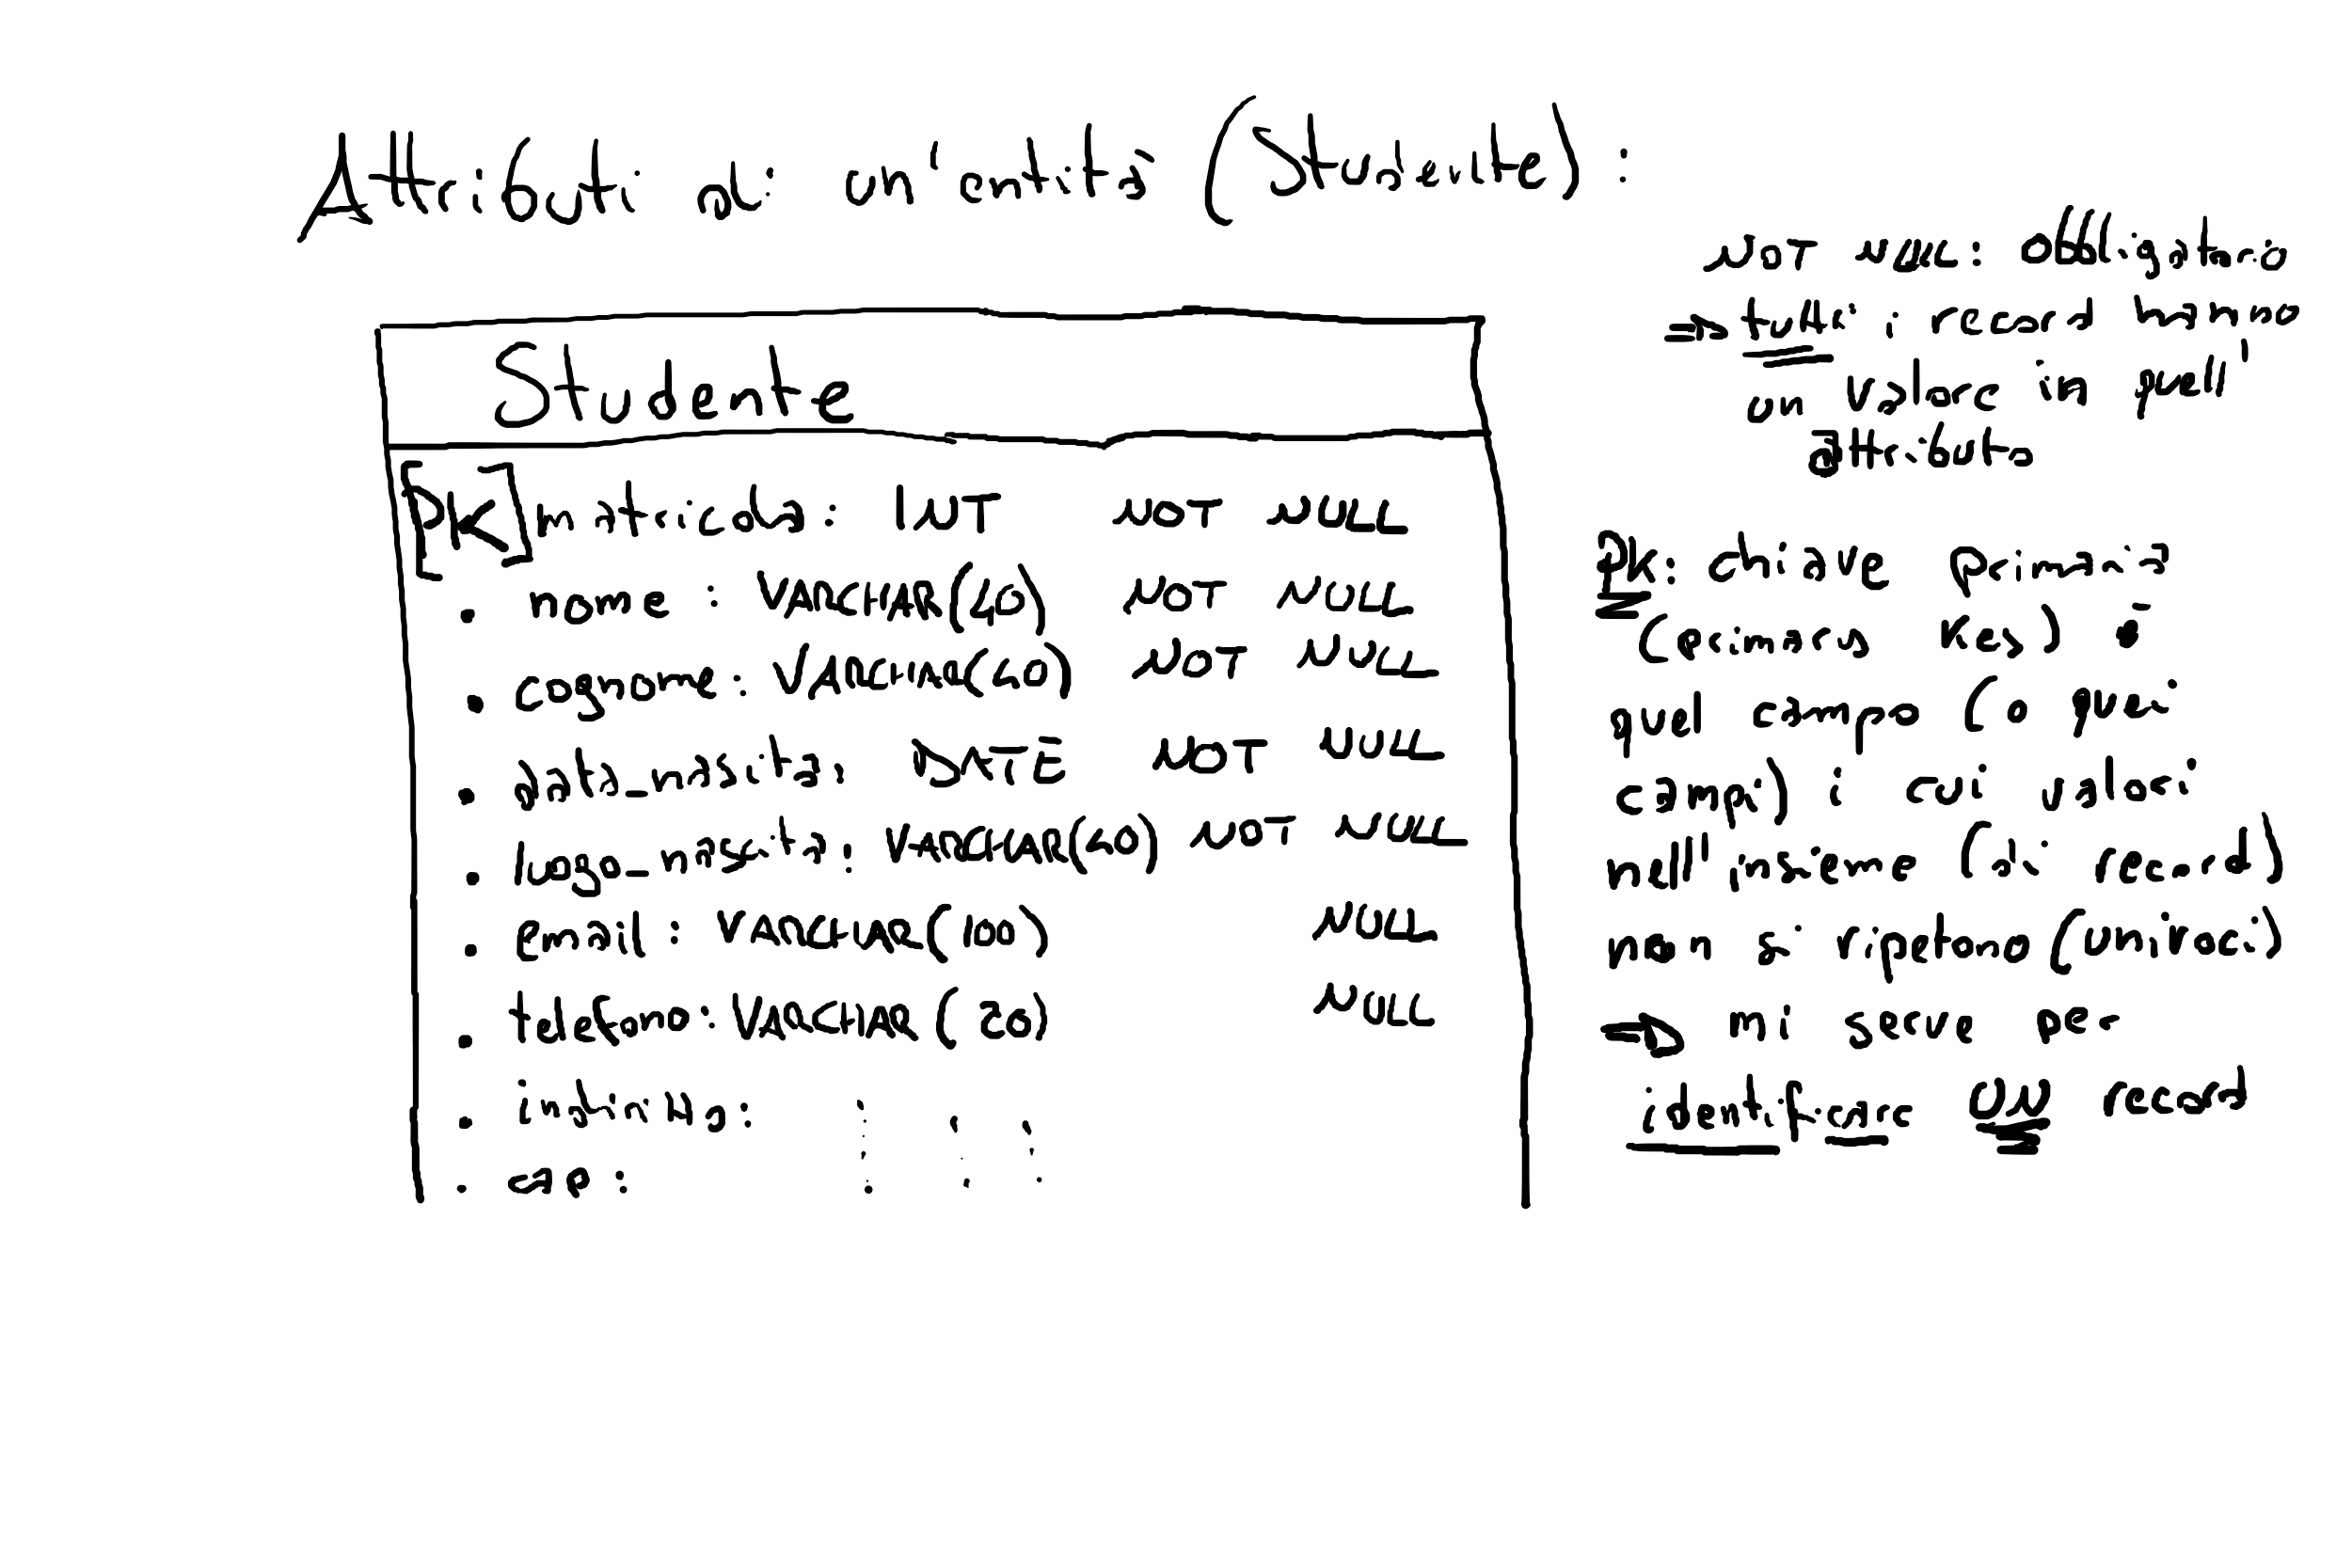 Attributi di un'entità (Studente):
Studente
[PK] matricola: INT NOT NULL
• nome: VARCHAR(40) NOT NULL
• cognome: VARCHAR(40) NOT NULL
• data_nascita: DATE NOT NULL
• luogo_nascita: VARCHAR(40) NOT NULL
• email: VARCHAR(100) NULL
• telefono: VARCHAR(20) NULL
• indirizzo:
• cap:
NOT NULL: obbligatorio
⇒ tutti i record hanno
un valore in quell'
attributo
PK: chiave primaria
(primary key) è
quel campo (o quei
campi) i cui valori
nell'insieme (di record)
non si ripetono (univoci)
⇒ mi serve per
identificare UN record